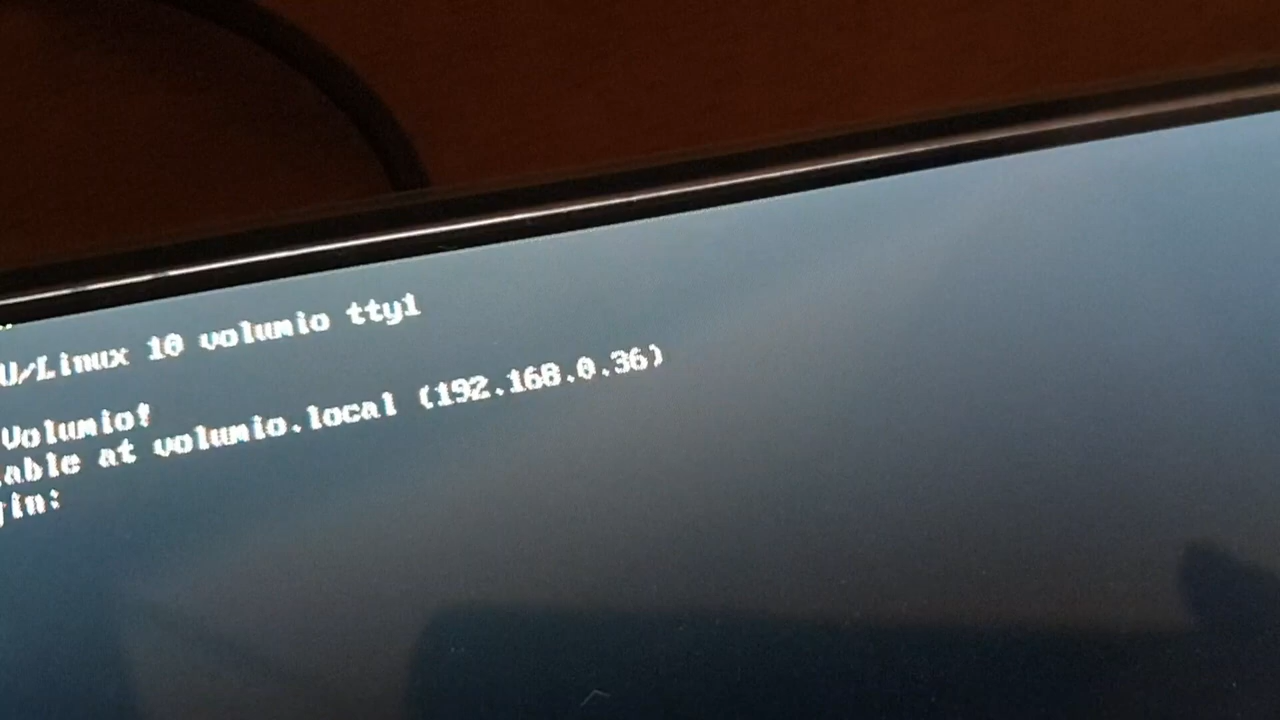 U/Linux 10 volumio tty1
Volumio!
able at volumio.local (192.168.0.36)
gin: